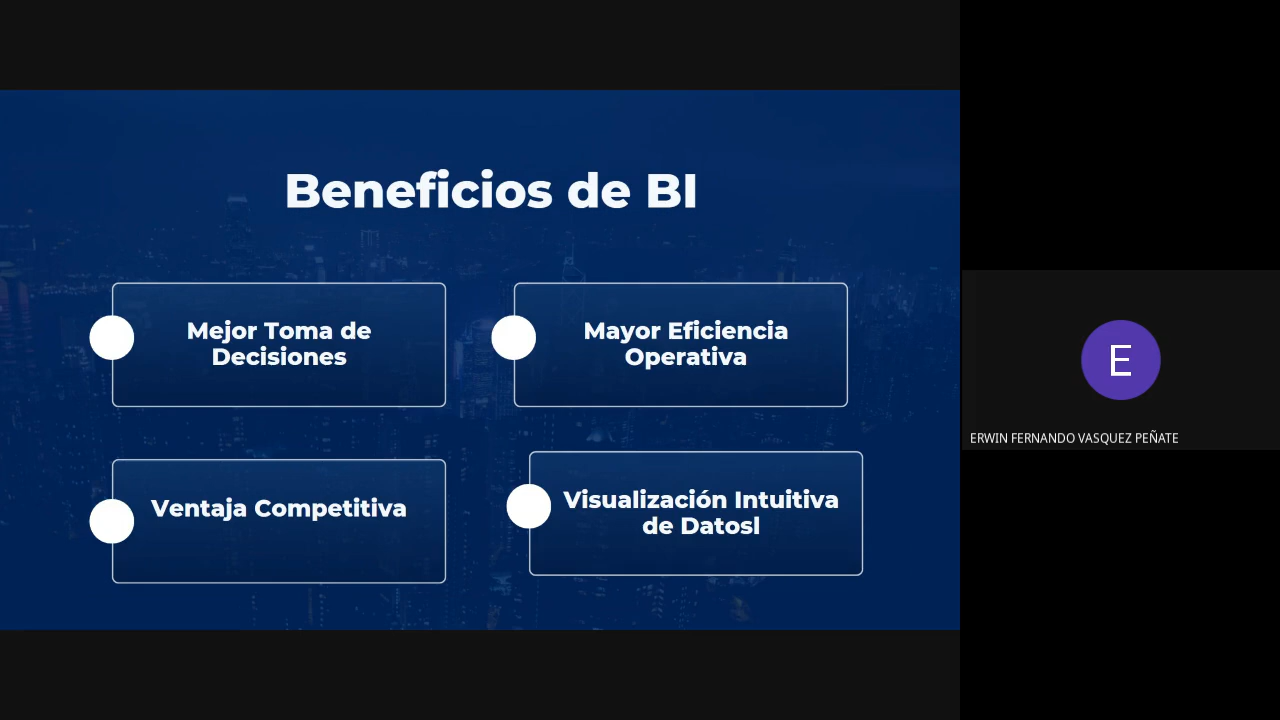 Beneficios de BI
Mejor Toma de
Decisiones
Mayor Eficiencia
Operativa
Ventaja Competitiva
Visualización Intuitiva
de Datosl
E
ERWIN FERNANDO VASQUEZ PEÑATE